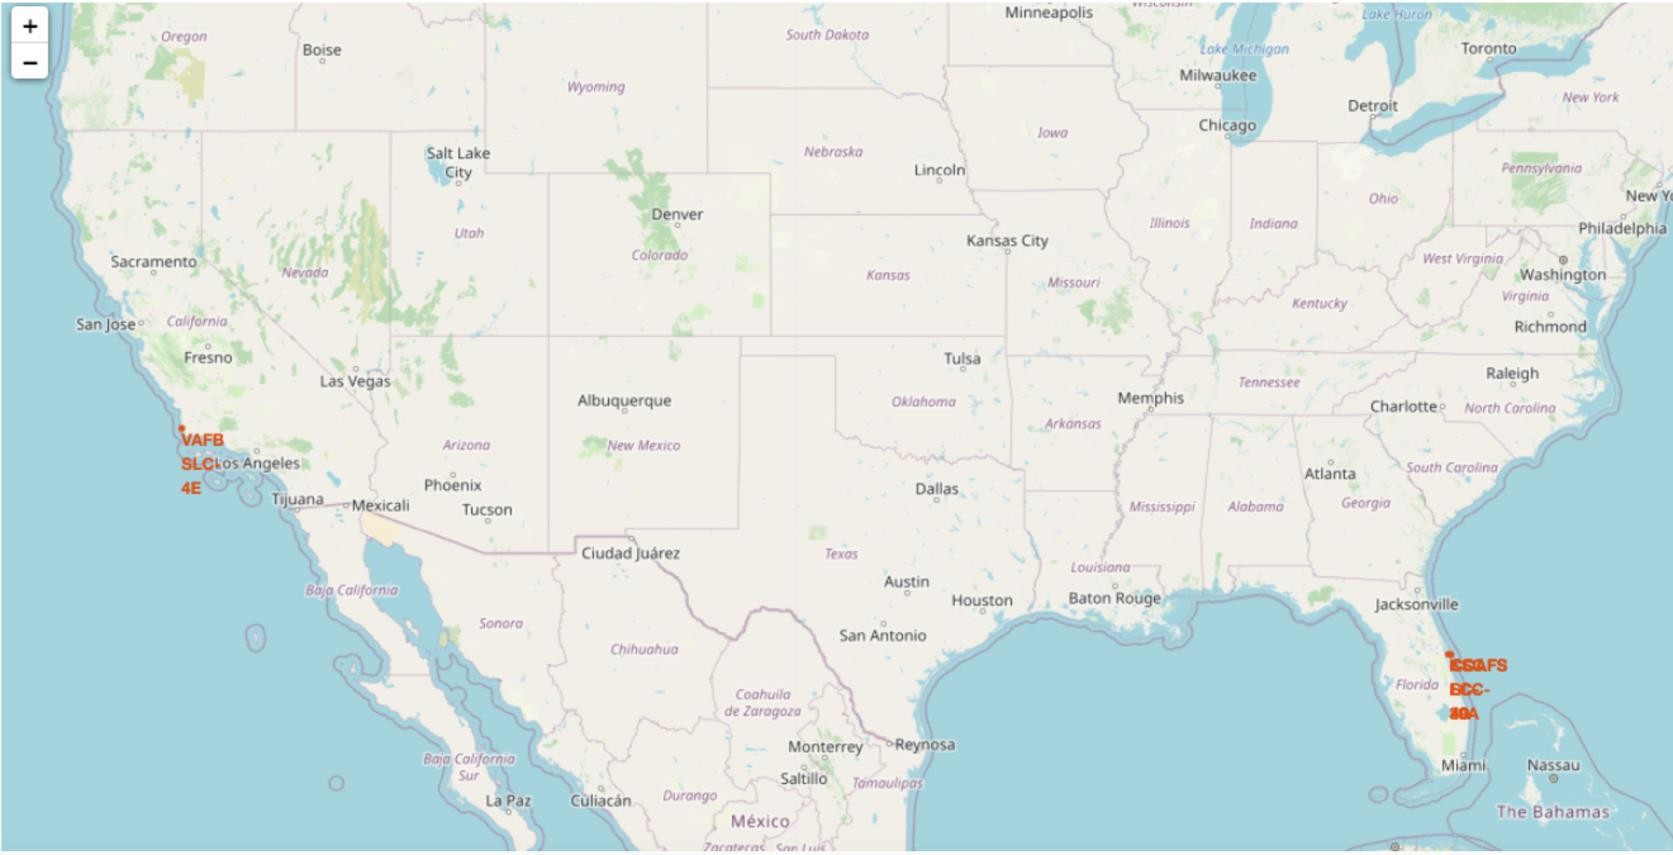 +
−
Oregon
Boise
South Dakota
Minneapolis
Wisconsin
Lake Huron
Toronto
Lake Michigan
Milwaukee
Wyoming
Detroit
New York
Chicago
Iowa
Nebraska
Salt Lake
City
Lincoln
Pennsylvania
Ohio
Denver
Utah
Colorado
Kansas City
Illinois
Indiana
Philadelphia
Sacramento
Nevada
Kansas
Missouri
West Virginia
Washington
Virginia
Kentucky
San Jose
California
Richmond
Fresno
Las Vegas
Tulsa
Raleigh
Albuquerque
Oklahoma
Memphis
Tennessee
Charlotte
North Carolina
Arkansas
VAFB
SLC-
4E
Los Angeles
Arizona
New Mexico
Phoenix
Dallas
Atlanta
South Carolina
Tijuana
Mexicali
Tucson
Mississippi
Alabama
Georgia
Ciudad Juárez
Texas
Louisiana
Baja California
Austin
Houston
Baton Rouge
Jacksonville
Sonora
Chihuahua
San Antonio
Florida
Coahuila
de Zaragoza
Monterrey
Reynosa
Miami
Nassau
Baja California
Sur
Saltillo
Tamaulipas
La Paz
Culiacán
Durango
México
The Bahamas
Zacatecas
San Luis